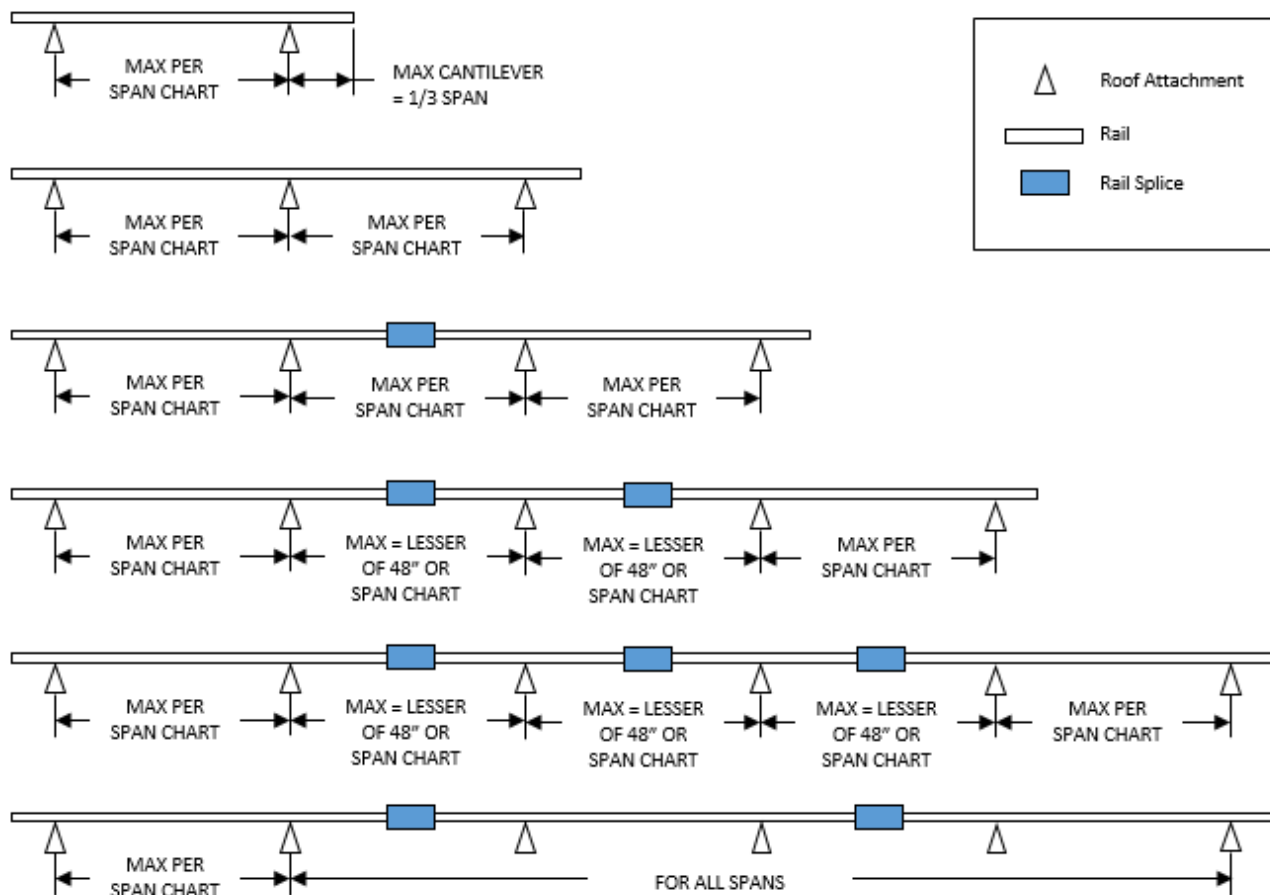 MAX PER
SPAN CHART
MAX CANTILEVER
= 1/3 SPAN
Roof Attachment
Rail
Rail Splice
MAX PER
SPAN CHART
MAX PER
SPAN CHART
MAX PER
SPAN CHART
MAX PER
SPAN CHART
MAX PER
SPAN CHART
MAX PER
SPAN CHART
MAX = LESSER
OF 48" OR
SPAN CHART
MAX = LESSER
OF 48" OR
SPAN CHART
MAX PER
SPAN CHART
MAX PER
SPAN CHART
MAX = LESSER
OF 48" OR
SPAN CHART
MAX = LESSER
OF 48" OR
SPAN CHART
MAX = LESSER
OF 48" OR
SPAN CHART
MAX PER
SPAN CHART
MAX PER
SPAN CHART
FOR ALL SPANS